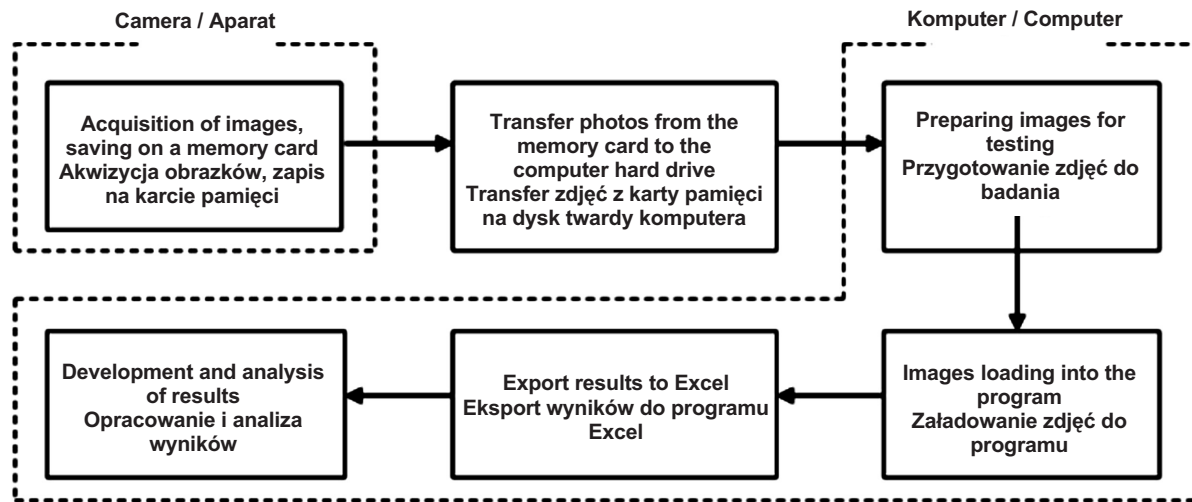 Camera / Aparat
Komputer / Computer
Acquisition of images,
saving on a memory card
Akwizycja obrazków, zapis
na karcie pamięci
Transfer photos from the
memory card to the
computer hard drive
Transfer zdjęć z karty pamięci
na dysk twardy komputera
Preparing images for
testing
Przygotowanie zdjęć do
badania
Development and analysis
of results
Opracowanie i analiza
wyników
Export results to Excel
Eksport wyników do programu
Excel
Images loading into the
program
Załadowanie zdjęć do
programu